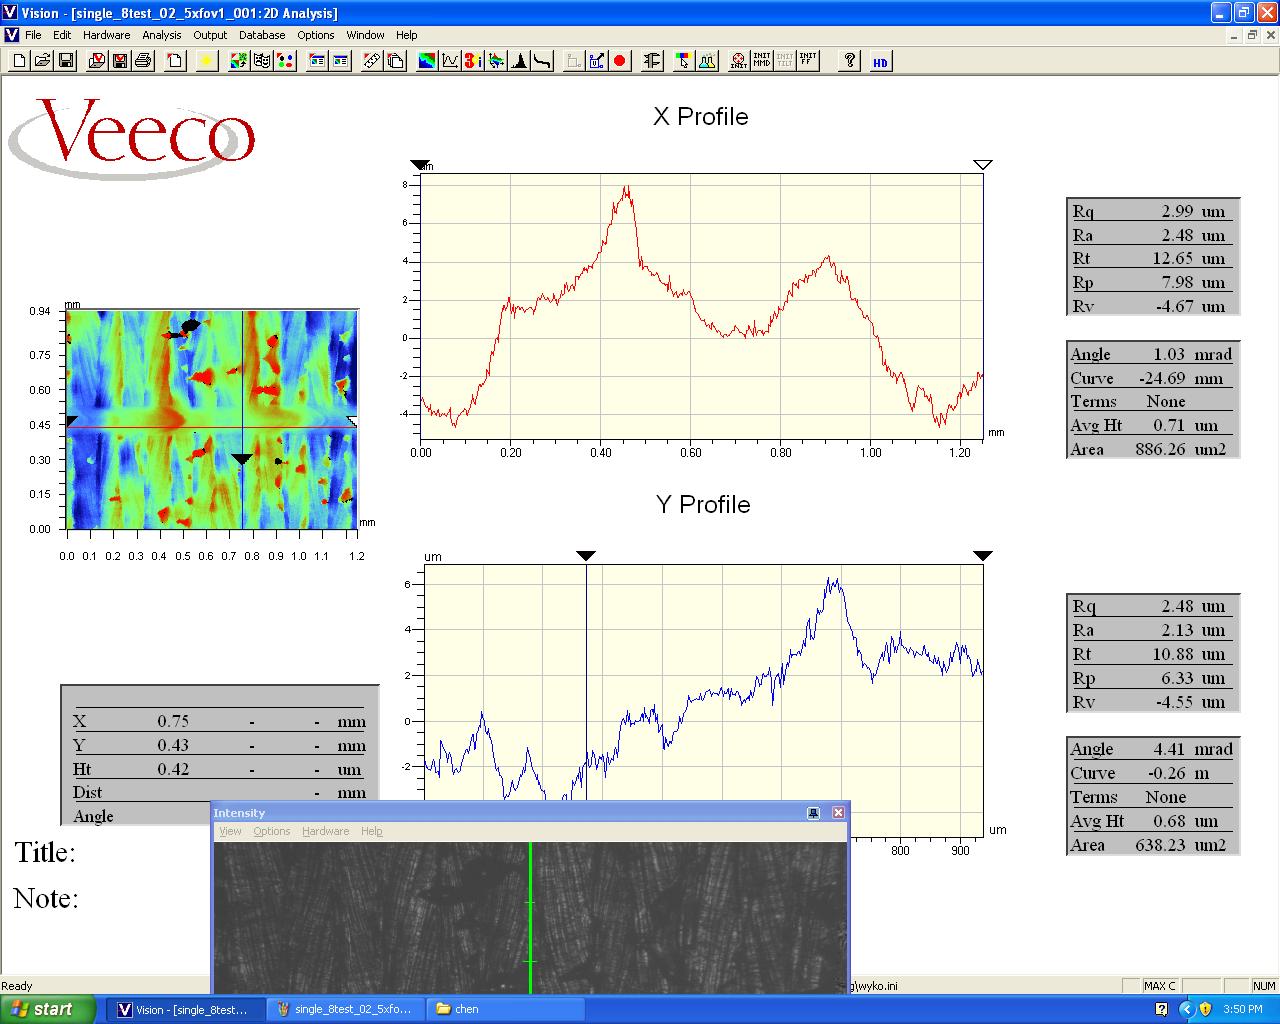 Vision - [single_8test_02_5xfov1_001:2D Analysis]
File Edit Hardware Analysis Output Database Options Window Help
INIT INIT MMD INIT TILT INIT FF ? HD
Veeco
X Profile
um
8
6
4
2
0
-2
-4
0.00 0.20 0.40 0.60 0.80 1.00 1.20
mm
Rq 2.99 um
Ra 2.48 um
Rt 12.65 um
Rp 7.98 um
Rv -4.67 um
Angle 1.03 mrad
Curve -24.69 mm
Terms None
Avg Ht 0.71 um
Area 886.26 um2
mm
0.94
0.75
0.60
0.45
0.30
0.15
0.00
mm
0.0 0.1 0.2 0.3 0.4 0.5 0.6 0.7 0.8 0.9 1.0 1.1 1.2
Y Profile
um
6
4
2
0
-2
800 900
um
Rq 2.48 um
Ra 2.13 um
Rt 10.88 um
Rp 6.33 um
Rv -4.55 um
Angle 4.41 mrad
Curve -0.26 m
Terms None
Avg Ht 0.68 um
Area 638.23 um2
X 0.75 - - mm
Y 0.43 - - mm
Ht 0.42 - - um
Dist - mm
Angle
Title:
Note:
Intensity
View Options Hardware Help
Ready
g\wyko.ini
MAX C NUM
start
Vision - [single_8test...
single_8test_02_5xfo...
chen
3:50 PM